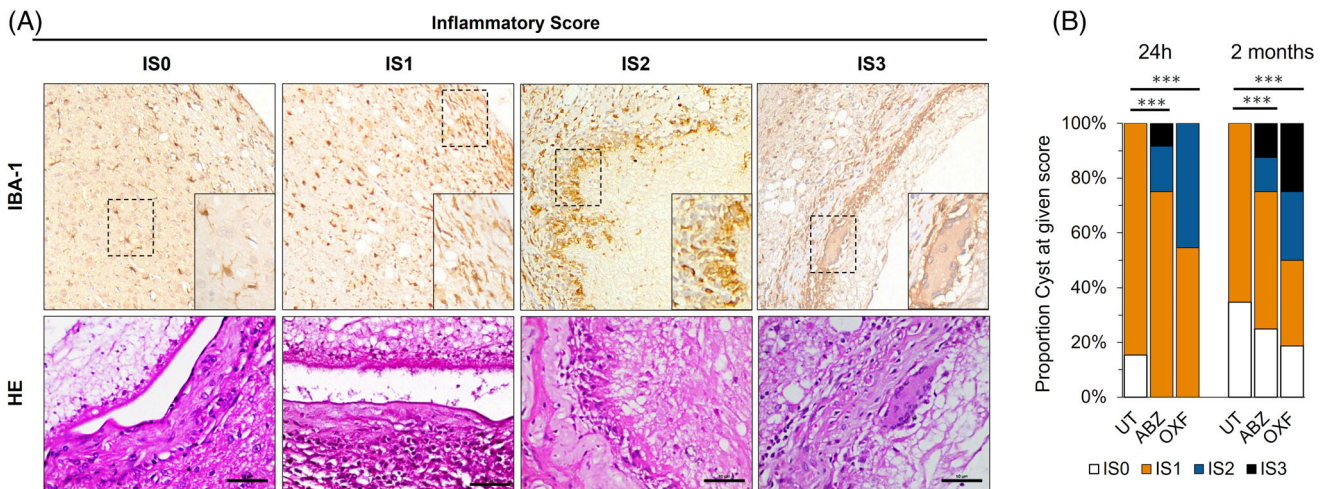 (A)
Inflammatory Score
IS0 IS1 IS2 IS3
IBA-1
HE
(B)
24h 2 months
*** ***
*** ***
Proportion Cyst at given score
100%
80%
60%
40%
20%
0%
UT ABZ OXF UT ABZ OXF
IS0 IS1 IS2 IS3